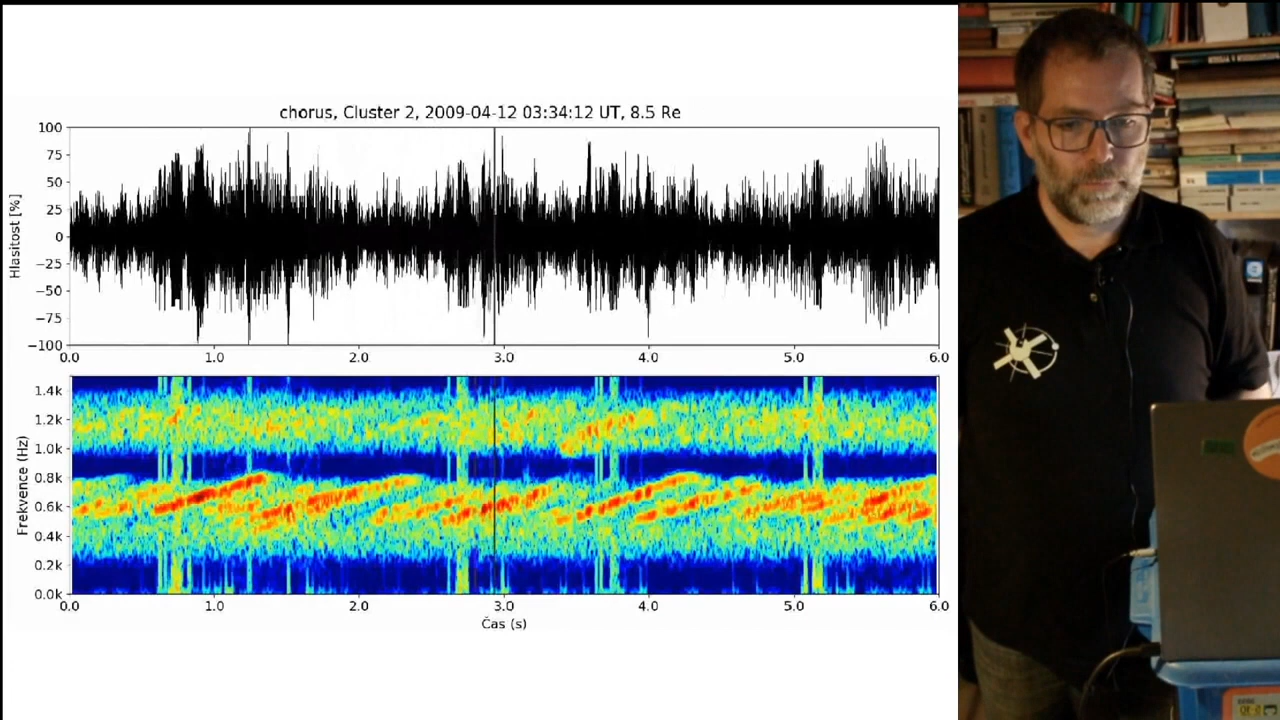 chorus, Cluster 2, 2009-04-12 03:34:12 UT, 8.5 Re
Hlasitost [%]
100
75
50
25
0
−25
−50
−75
−100
0.0 1.0 2.0 3.0 4.0 5.0 6.0
Frekvence (Hz)
1.4k
1.2k
1.0k
0.8k
0.6k
0.4k
0.2k
0.0k
0.0 1.0 2.0 3.0 4.0 5.0 6.0
Čas (s)